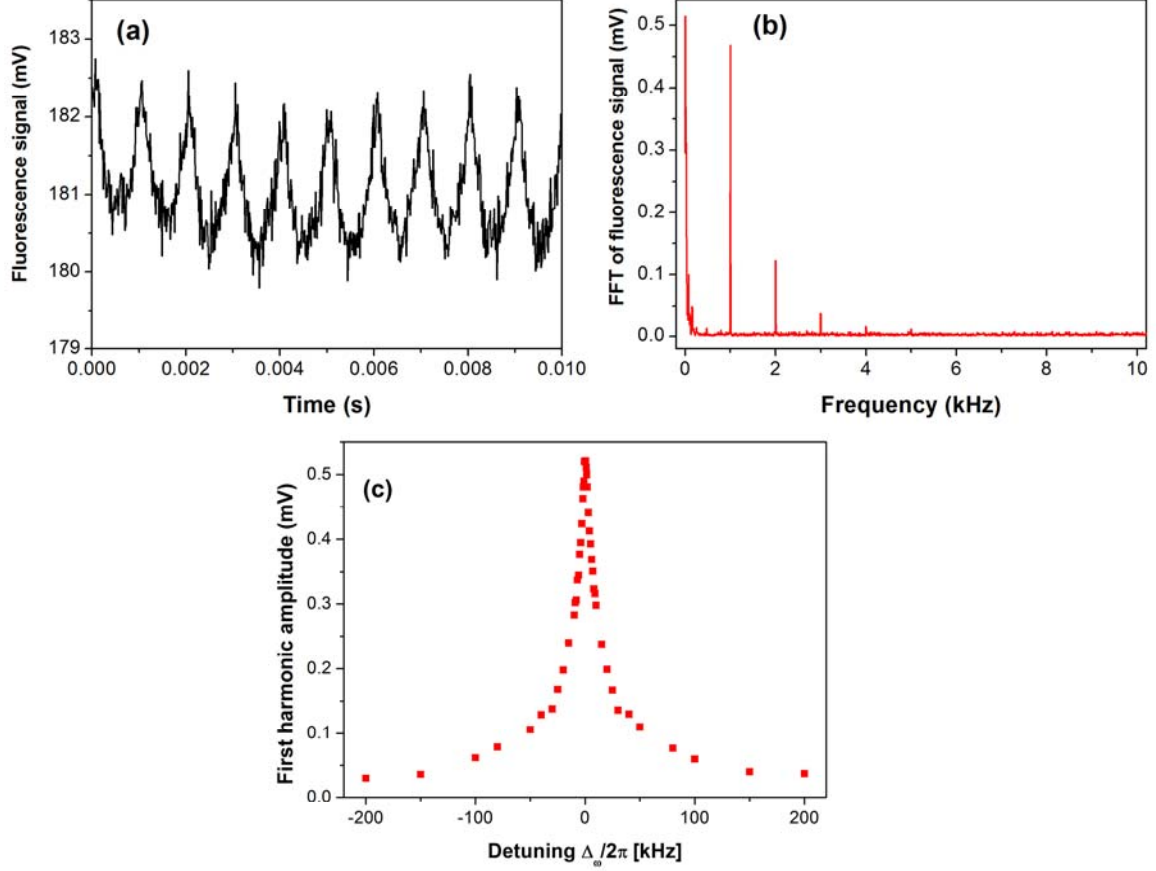 (a)
Fluorescence signal (mV)
183
182
181
180
179
0.000 0.002 0.004 0.006 0.008 0.010
Time (s)
(b)
FFT of fluorescence signal (mV)
0.5
0.4
0.3
0.2
0.1
0.0
0 2 4 6 8 10
Frequency (kHz)
(c)
First harmonic amplitude (mV)
0.5
0.4
0.3
0.2
0.1
0.0
-200 -100 0 100 200
Detuning Δω/2π [kHz]